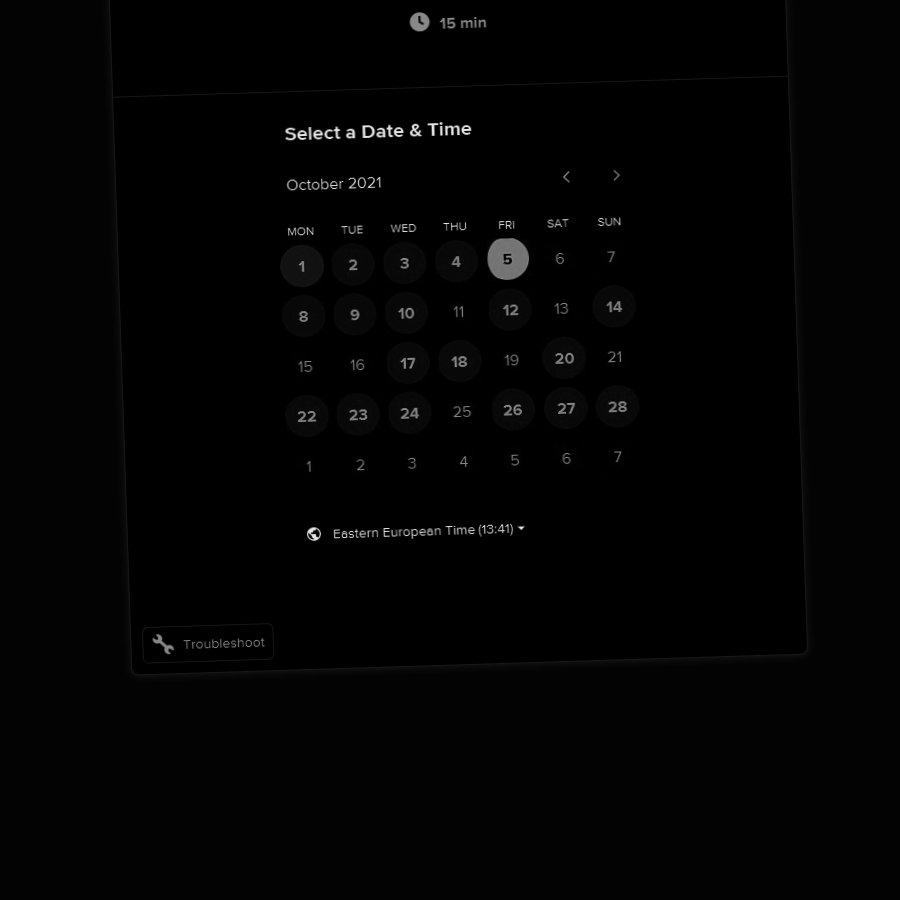 15 min
Select a Date & Time
October 2021
MON TUE WED THU FRI SAT SUN
1 2 3 4 5 6 7
8 9 10 11 12 13 14
15 16 17 18 19 20 21
22 23 24 25 26 27 28
1 2 3 4 5 6 7
Eastern European Time (13:41)
Troubleshoot